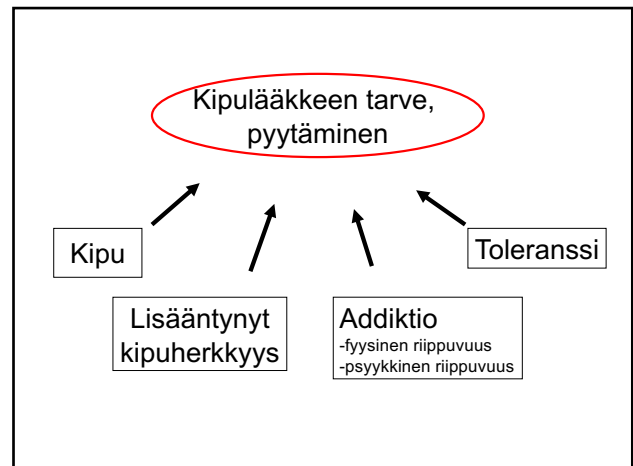 Kipulääkkeen tarve,
pyytäminen
Kipu
Toleranssi
Lisääntynyt
kipuherkkyys
Addiktio
-fyysinen riippuvuus
-psyykkinen riippuvuus